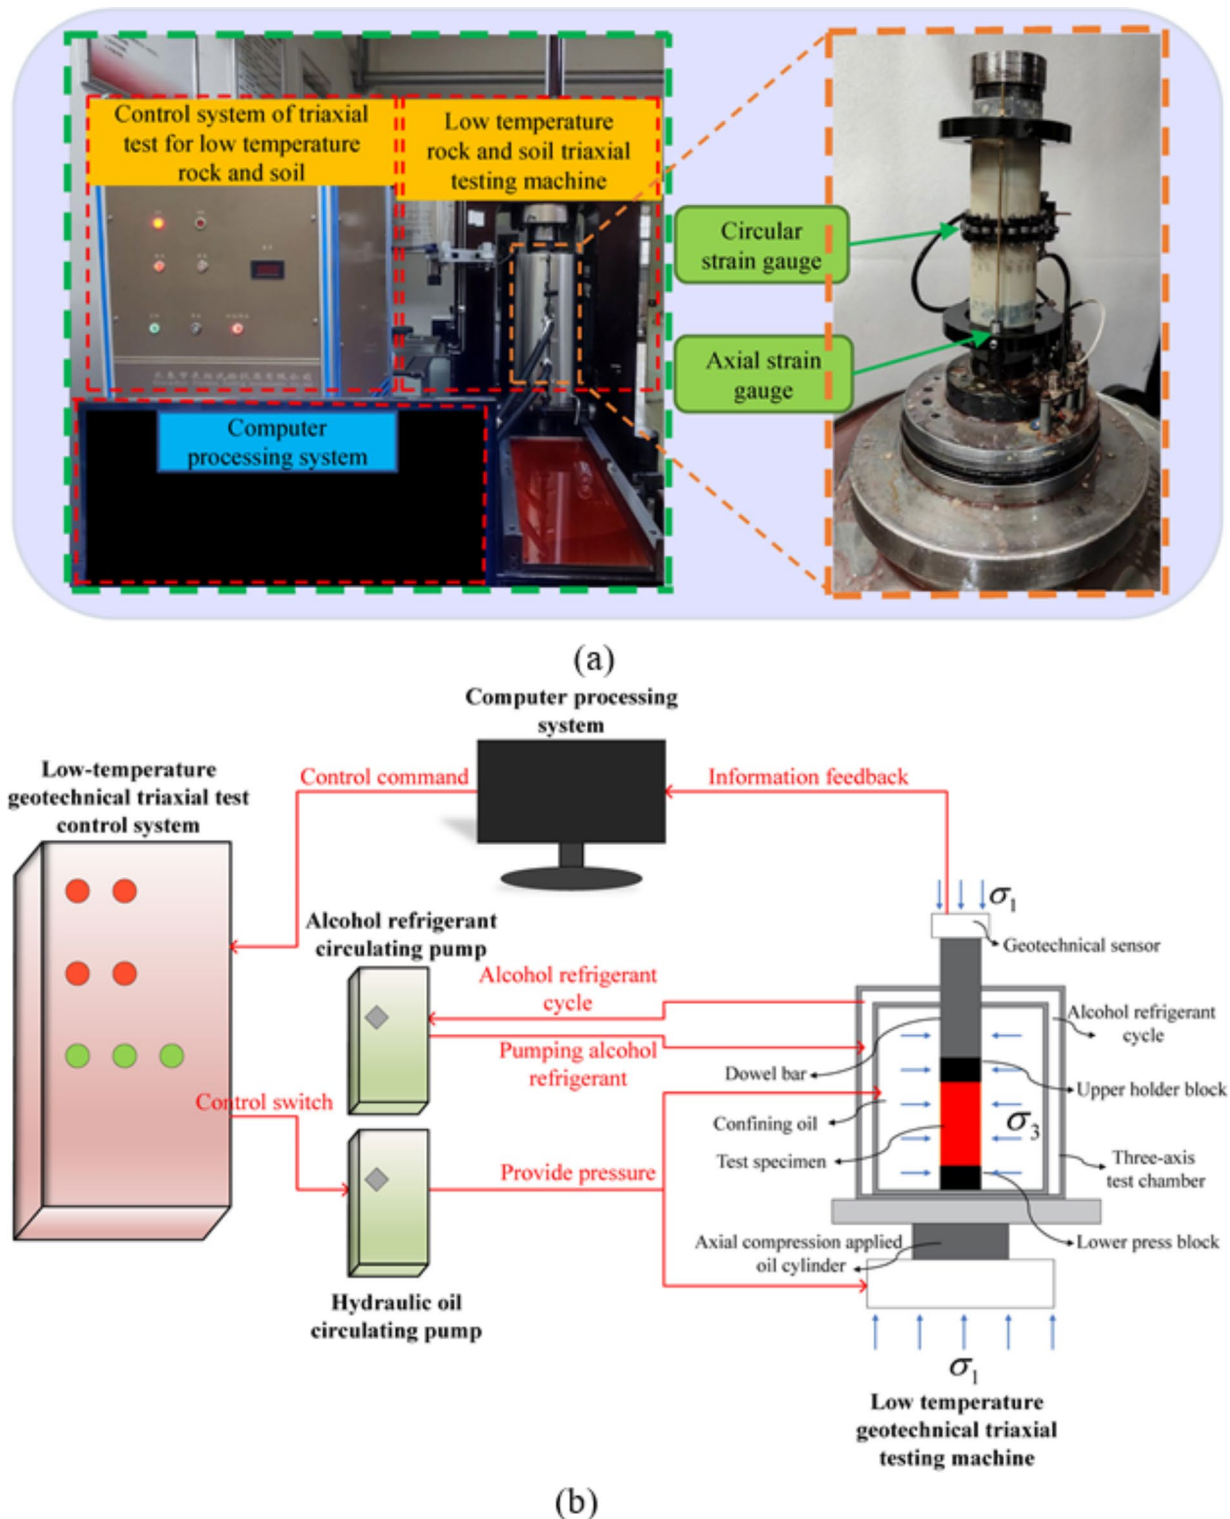 Control system of triaxial
test for low temperature
rock and soil
Low temperature
rock and soil triaxial
testing machine
Circular
strain gauge
Axial strain
gauge
Computer
processing system
(a)
Computer processing
system
Low-temperature
geotechnical triaxial test
control system
Control command
Information feedback
σ1
Geotechnical sensor
Alcohol refrigerant
circulating pump
Alcohol refrigerant
cycle
Alcohol refrigerant
cycle
Pumping alcohol
refrigerant
Dowel bar
Upper holder block
Control switch
Confining oil
σ3
Test specimen
Provide pressure
Three-axis
test chamber
Axial compression applied
oil cylinder
Lower press block
Hydraulic oil
circulating pump
σ1
Low temperature
geotechnical triaxial
testing machine
(b)